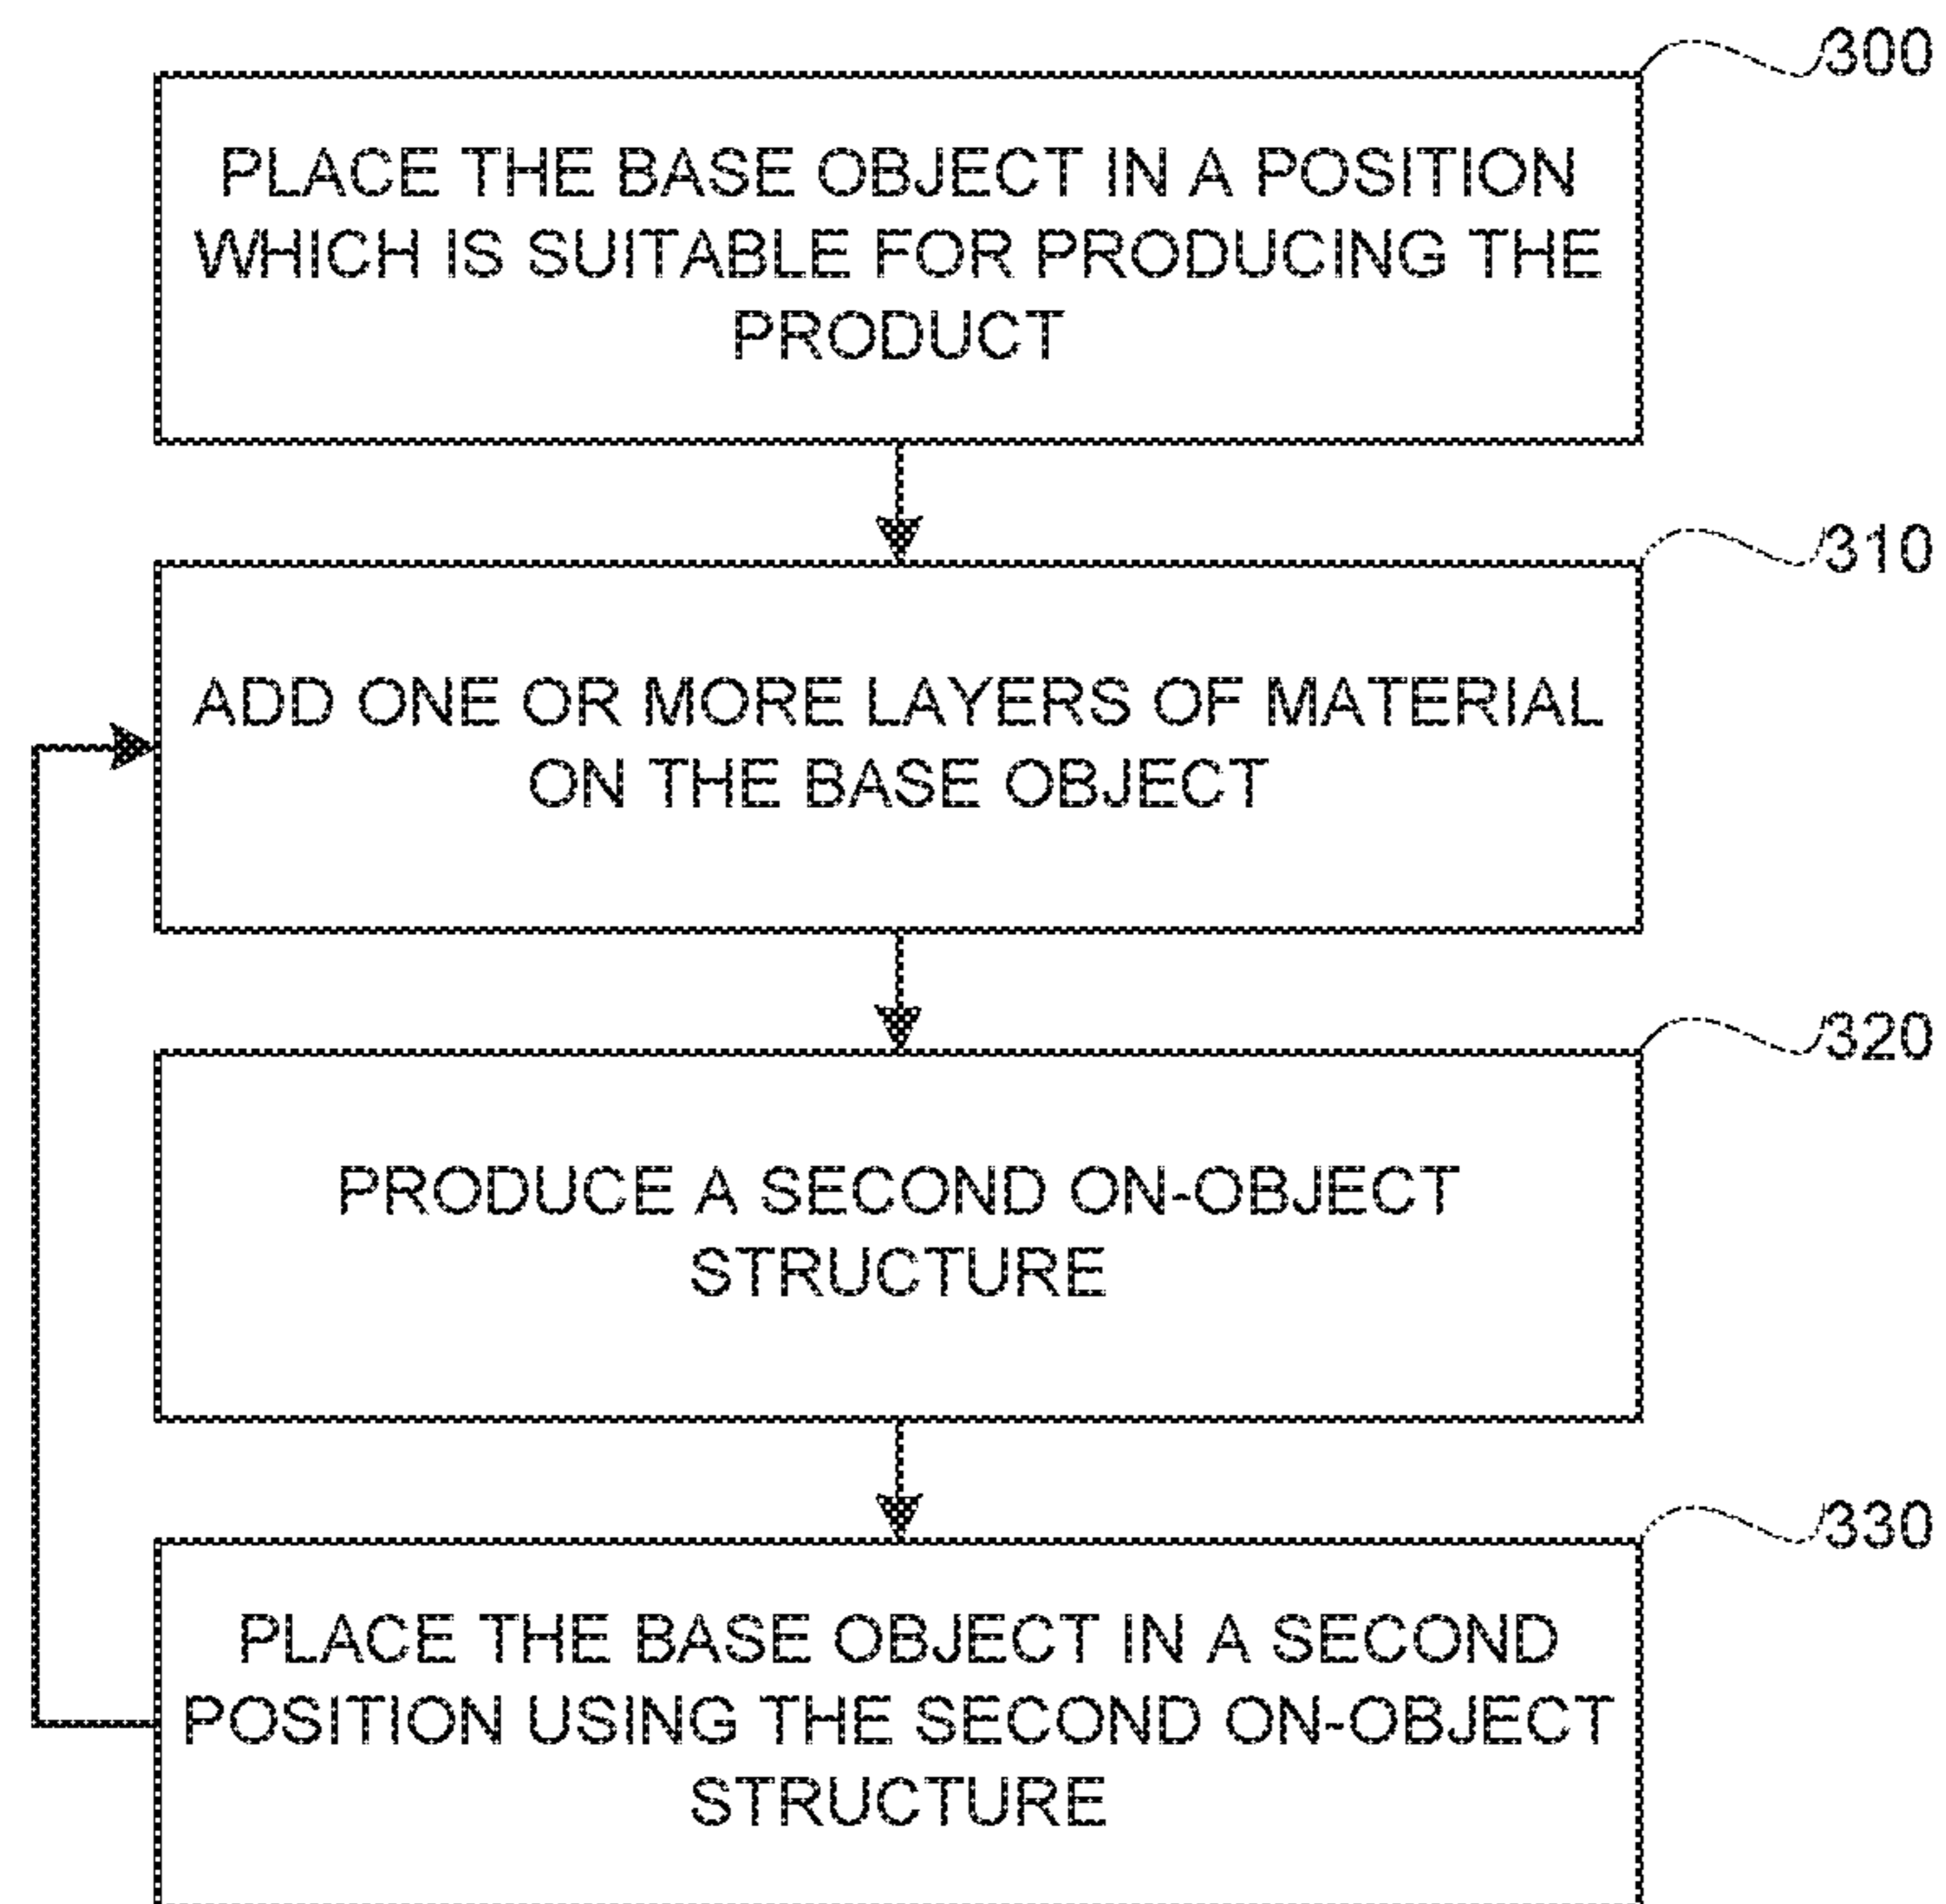 300
PLACE THE BASE OBJECT IN A POSITION
WHICH IS SUITABLE FOR PRODUCING THE
PRODUCT
310
ADD ONE OR MORE LAYERS OF MATERIAL
ON THE BASE OBJECT
320
PRODUCE A SECOND ON-OBJECT
STRUCTURE
330
PLACE THE BASE OBJECT IN A SECOND
POSITION USING THE SECOND ON-OBJECT
STRUCTURE